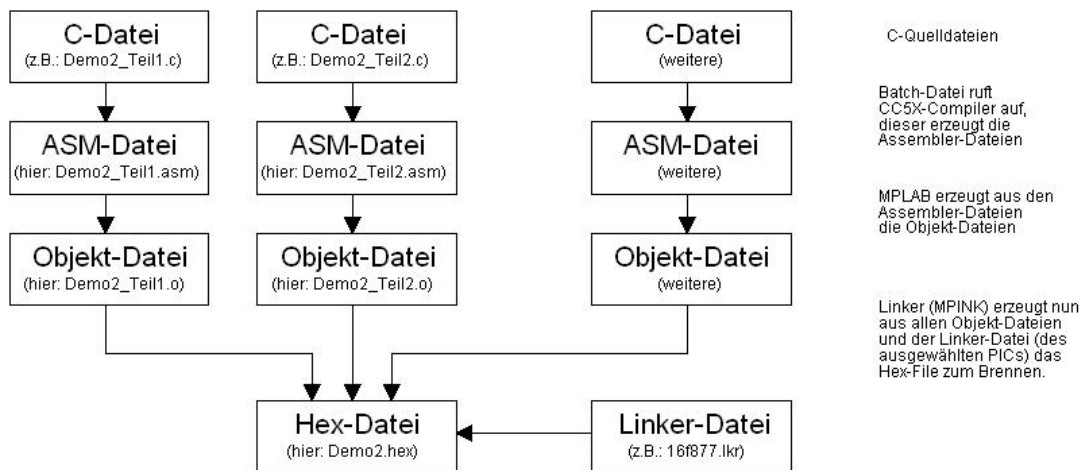 C-Datei
(z.B.: Demo2_Teil1.c)
C-Datei
(z.B.: Demo2_Teil2.c)
C-Datei
(weitere)
C-Quelldateien
ASM-Datei
(hier: Demo2_Teil1.asm)
ASM-Datei
(hier: Demo2_Teil2.asm)
ASM-Datei
(weitere)
Batch-Datei ruft
CC5X-Compiler auf,
dieser erzeugt die
Assembler-Dateien
Objekt-Datei
(hier: Demo2_Teil1.o)
Objekt-Datei
(hier: Demo2_Teil2.o)
Objekt-Datei
(weitere)
MPLAB erzeugt aus den
Assembler-Dateien
die Objekt-Dateien
Hex-Datei
(hier: Demo2.hex)
Linker-Datei
(z.B.: 16f877.lkr)
Linker (MPINK) erzeugt nun
aus allen Objekt-Dateien
und der Linker-Datei (des
ausgewählten PICs) das
Hex-File zum Brennen.